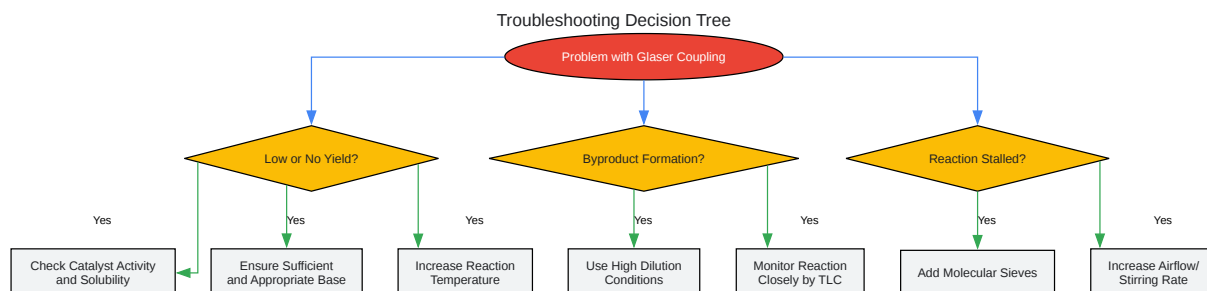 Troubleshooting Decision Tree
Problem with Glaser Coupling
Low or No Yield?
Byproduct Formation?
Reaction Stalled?
Yes
Yes
Yes
Yes
Yes
Yes
Yes
Check Catalyst Activity
and Solubility
Ensure Sufficient
and Appropriate Base
Increase Reaction
Temperature
Use High Dilution
Conditions
Monitor Reaction
Closely by TLC
Add Molecular Sieves
Increase Airflow/
Stirring Rate